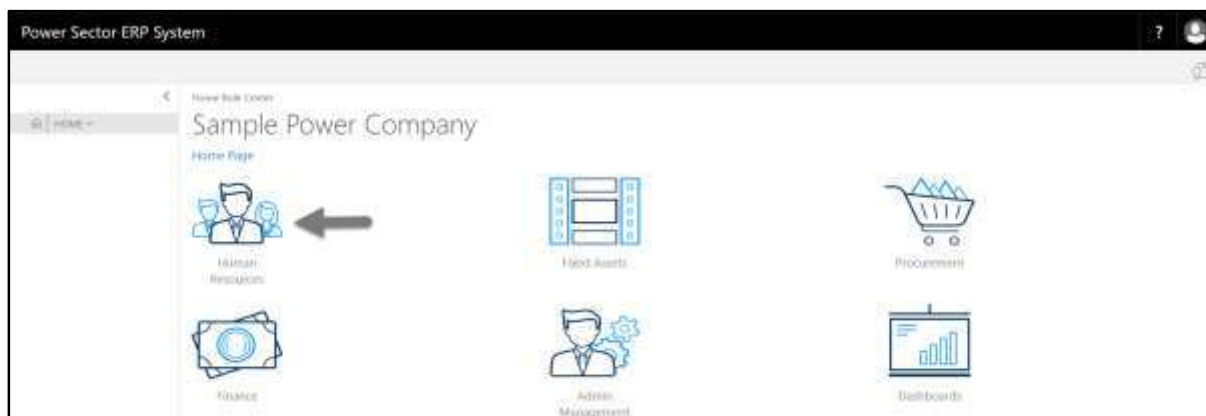 Power Sector ERP System
?
Home Role Center
HOME
Sample Power Company
Home Page
Human
Resources
Fixed Assets
Procurement
Finance
Admin
Management
Dashboards